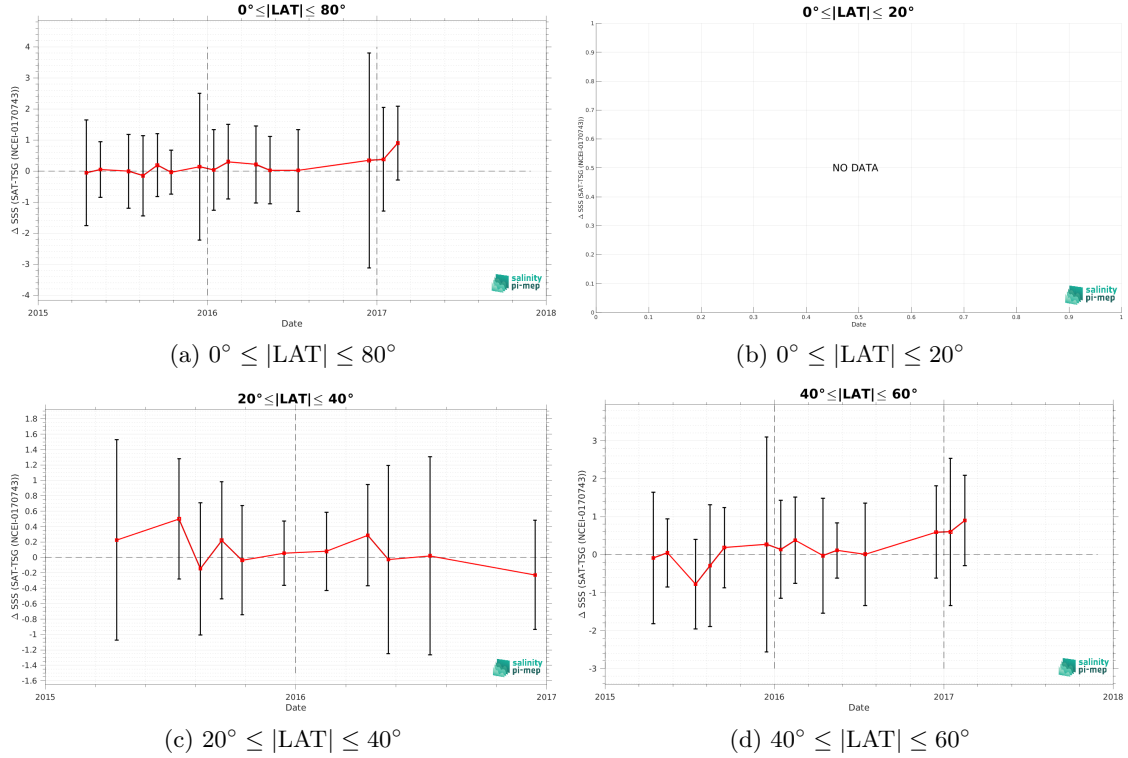 0°≤|LAT|≤ 80°
Δ SSS (SAT-TSG (NCEI-0170743))
4
3
2
1
0
-1
-2
-3
-4
2015
2016
2017
2018
Date
salinity
pi-mep
(a) 0° ≤ |LAT| ≤ 80°
0°≤|LAT|≤ 20°
Δ SSS (SAT-TSG (NCEI-0170743))
1
0.9
0.8
0.7
0.6
0.5
0.4
0.3
0.2
0.1
0
NO DATA
0
0.1
0.2
0.3
0.4
0.5
0.6
0.7
0.8
0.9
1
Date
salinity
pi-mep
(b) 0° ≤ |LAT| ≤ 20°
20°≤|LAT|≤ 40°
Δ SSS (SAT-TSG (NCEI-0170743))
1.8
1.6
1.4
1.2
1
0.8
0.6
0.4
0.2
0
-0.2
-0.4
-0.6
-0.8
-1
-1.2
-1.4
-1.6
2015
2016
2017
Date
salinity
pi-mep
(c) 20° ≤ |LAT| ≤ 40°
40°≤|LAT|≤ 60°
Δ SSS (SAT-TSG (NCEI-0170743))
3
2
1
0
-1
-2
-3
2015
2016
2017
2018
Date
salinity
pi-mep
(d) 40° ≤ |LAT| ≤ 60°